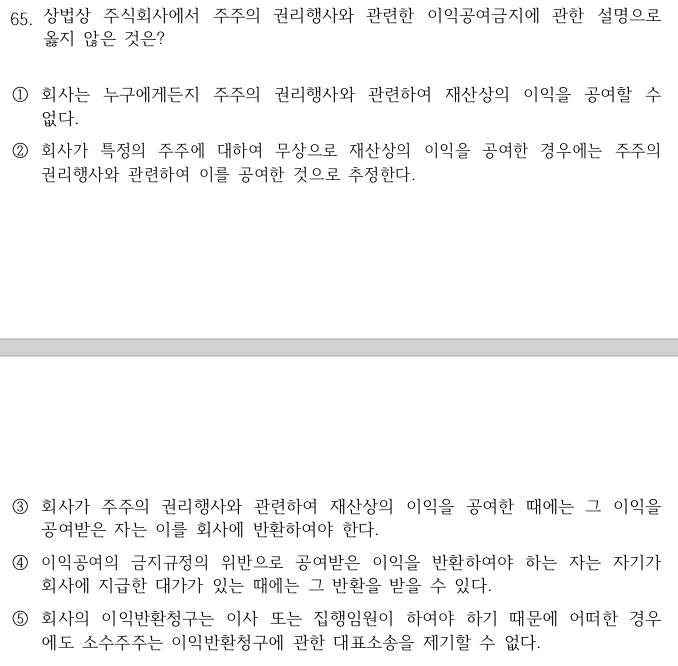 65. 상법상 주식회사에서 주주의 권리행사와 관련한 이익공여금지에 관한 설명으로
옳지 않은 것은?
① 회사는 누구에게든지 주주의 권리행사와 관련하여 재산상의 이익을 공여할 수
없다.
② 회사가 특정의 주주에 대하여 무상으로 재산상의 이익을 공여한 경우에는 주주의
권리행사와 관련하여 이를 공여한 것으로 추정한다.
③ 회사가 주주의 권리행사와 관련하여 재산상의 이익을 공여한 때에는 그 이익을
공여받은 자는 이를 회사에 반환하여야 한다.
④ 이익공여의 금지규정의 위반으로 공여받은 이익을 반환하여야 하는 자는 자기가
회사에 지급한 대가가 있는 때에는 그 반환을 받을 수 있다.
⑤ 회사의 이익반환청구는 이사 또는 집행임원이 하여야 하기 때문에 어떠한 경우
에도 소수주주는 이익반환청구에 관한 대표소송을 제기할 수 없다.